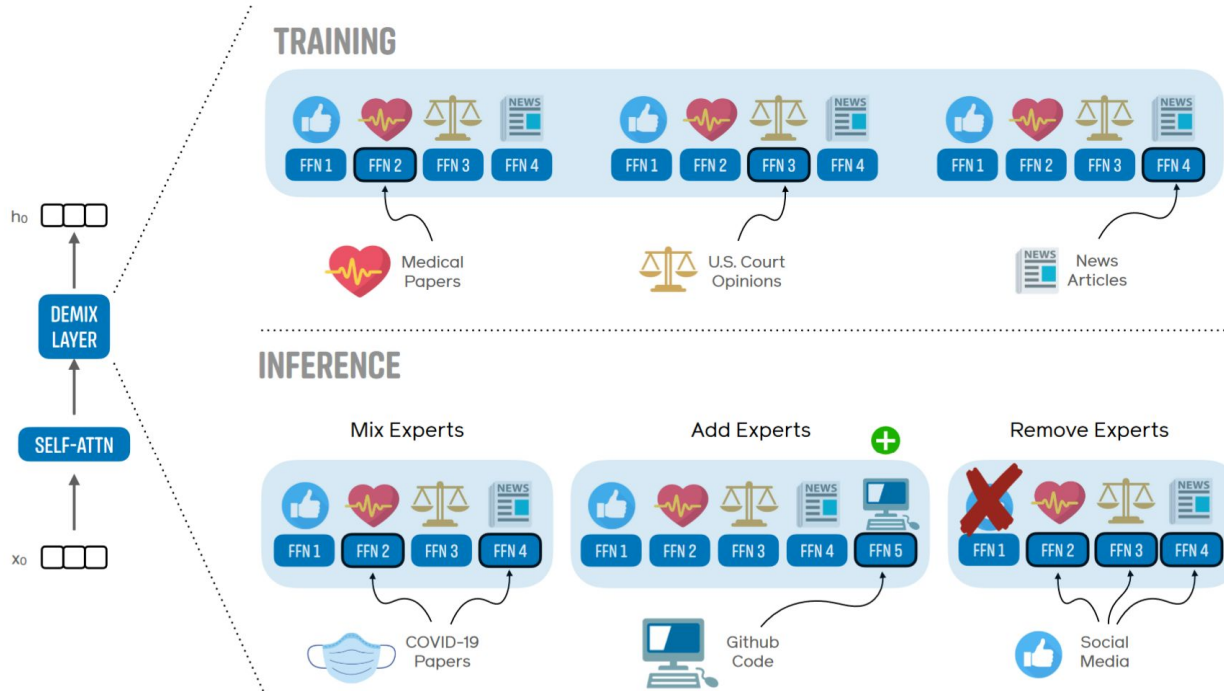 TRAINING
NEWS
NEWS
NEWS
FFN 1
FFN 2
FFN 3
FFN 4
FFN 1
FFN 2
FFN 3
FFN 4
FFN 1
FFN 2
FFN 3
FFN 4
Medical
Papers
U.S. Court
Opinions
NEWS
News
Articles
h₀
DEMIX
LAYER
SELF-ATTN
x₀
INFERENCE
Mix Experts
NEWS
FFN 1
FFN 2
FFN 3
FFN 4
COVID-19
Papers
Add Experts
NEWS
FFN 1
FFN 2
FFN 3
FFN 4
FFN 5
Github
Code
Remove Experts
NEWS
FFN 1
FFN 2
FFN 3
FFN 4
Social
Media